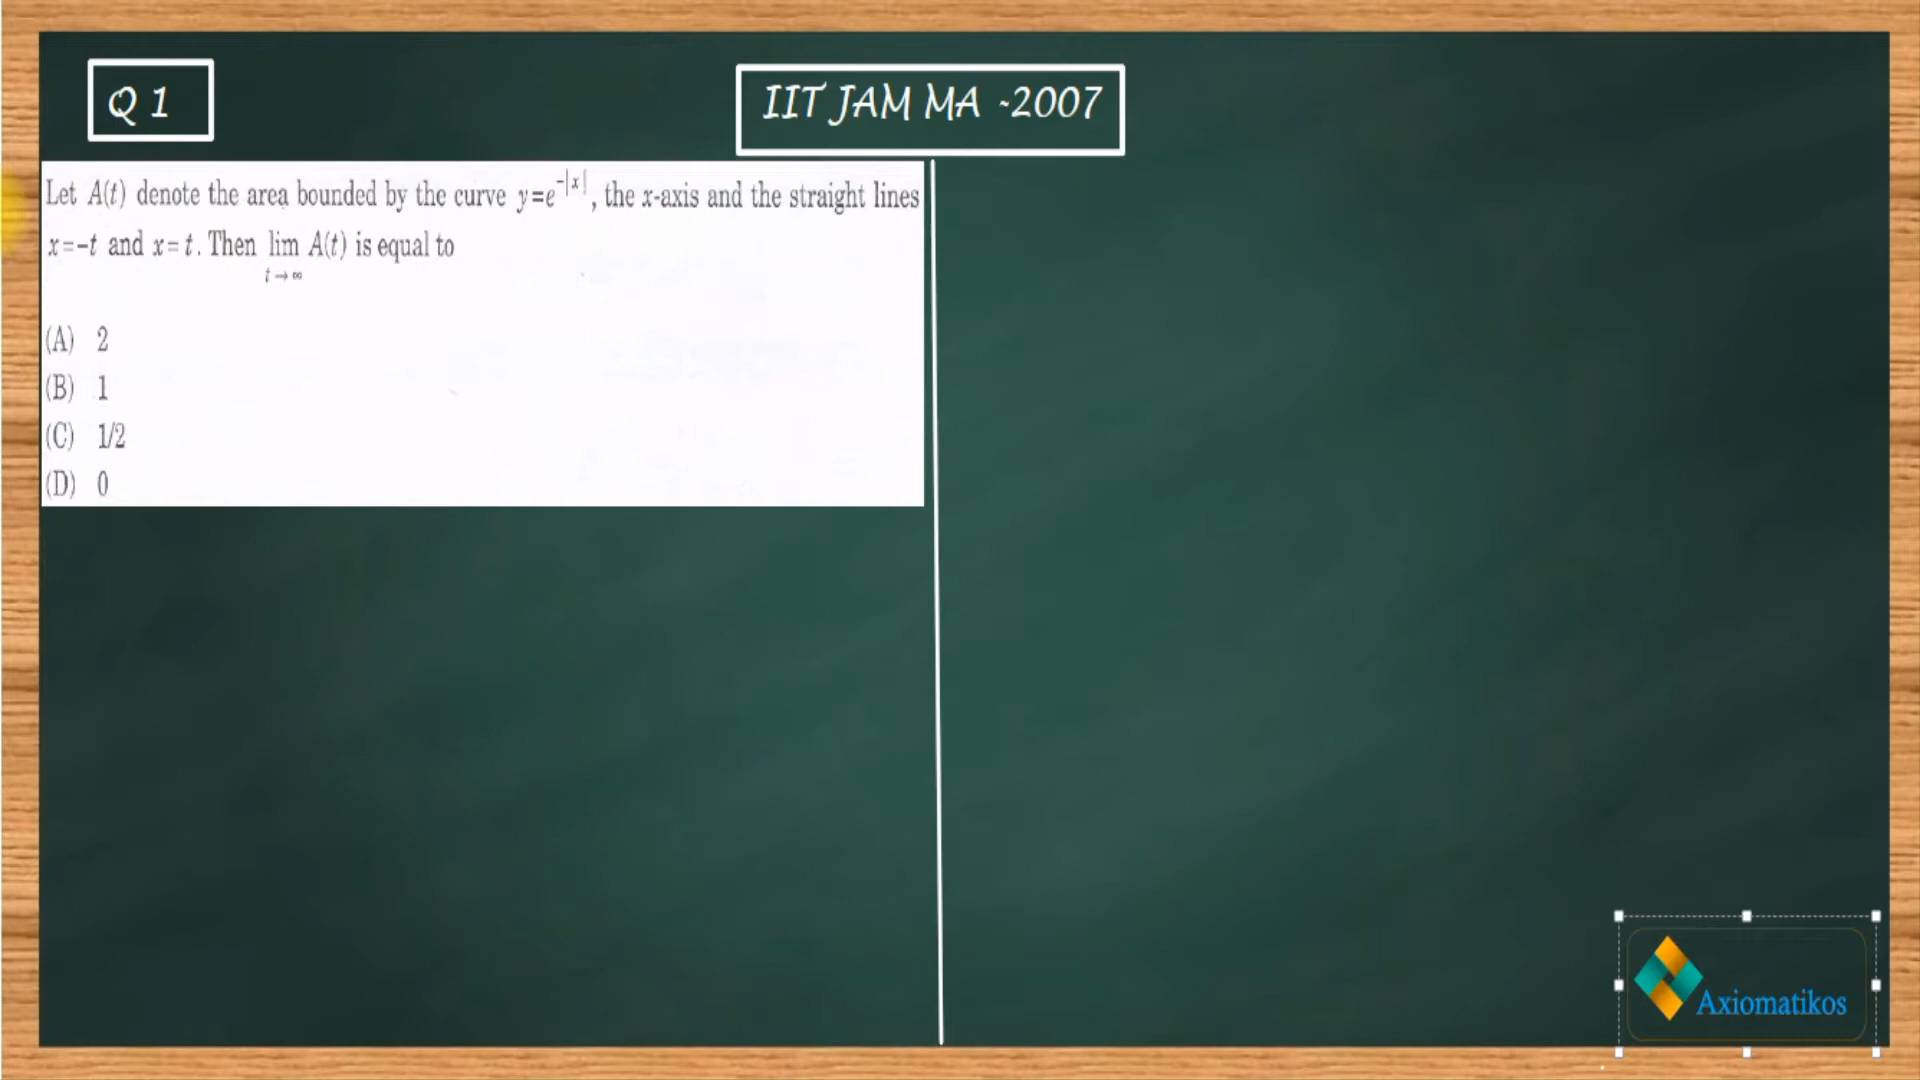 Q 1
IIT JAM MA -2007
Let A(t) denote the area bounded by the curve y=e^{-|x|}, the x-axis and the straight lines
x=-t and x=t. Then lim_{t→∞} A(t) is equal to
(A) 2
(B) 1
(C) 1/2
(D) 0
Axiomatikos